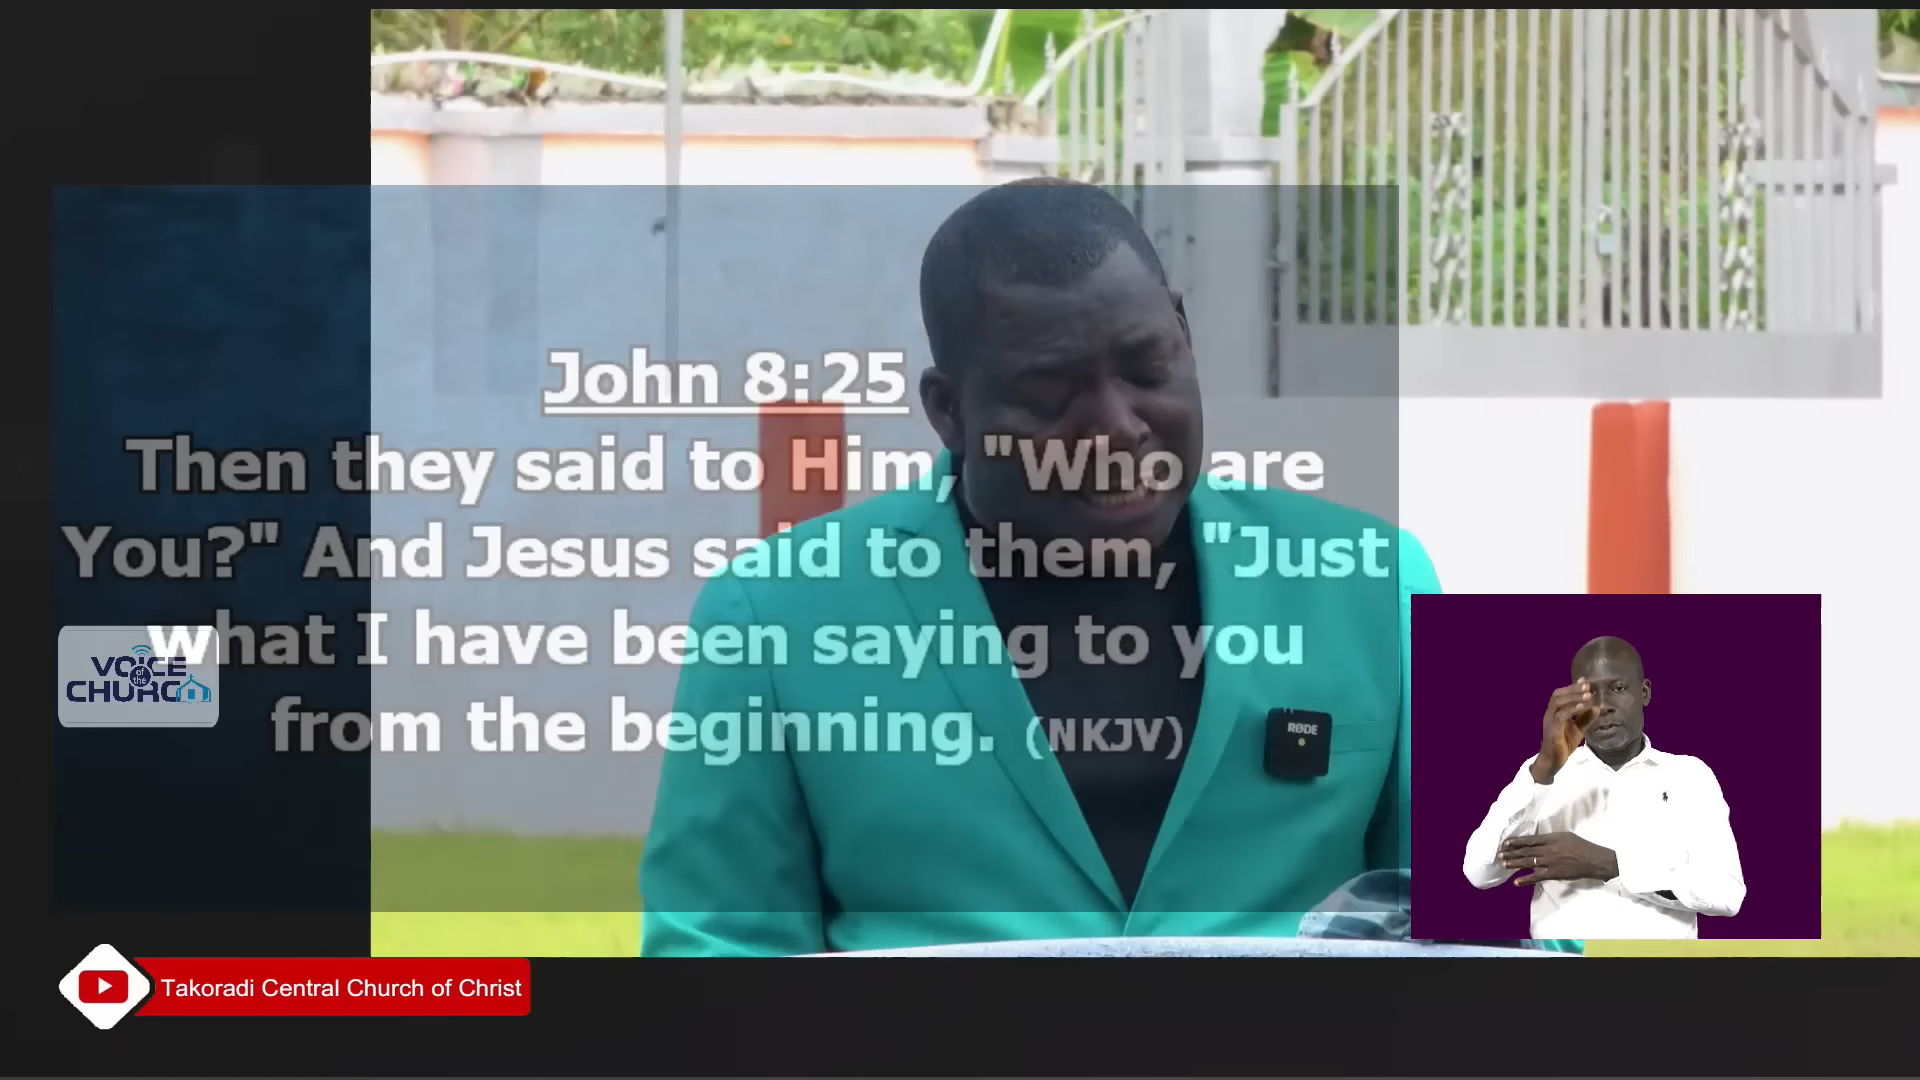 John 8:25
Then they said to Him, "Who are
You?" And Jesus said to them, "Just
what I have been saying to you
from the beginning. (NKJV)
VOICE
of the
CHURCH
RØDE
Takoradi Central Church of Christ